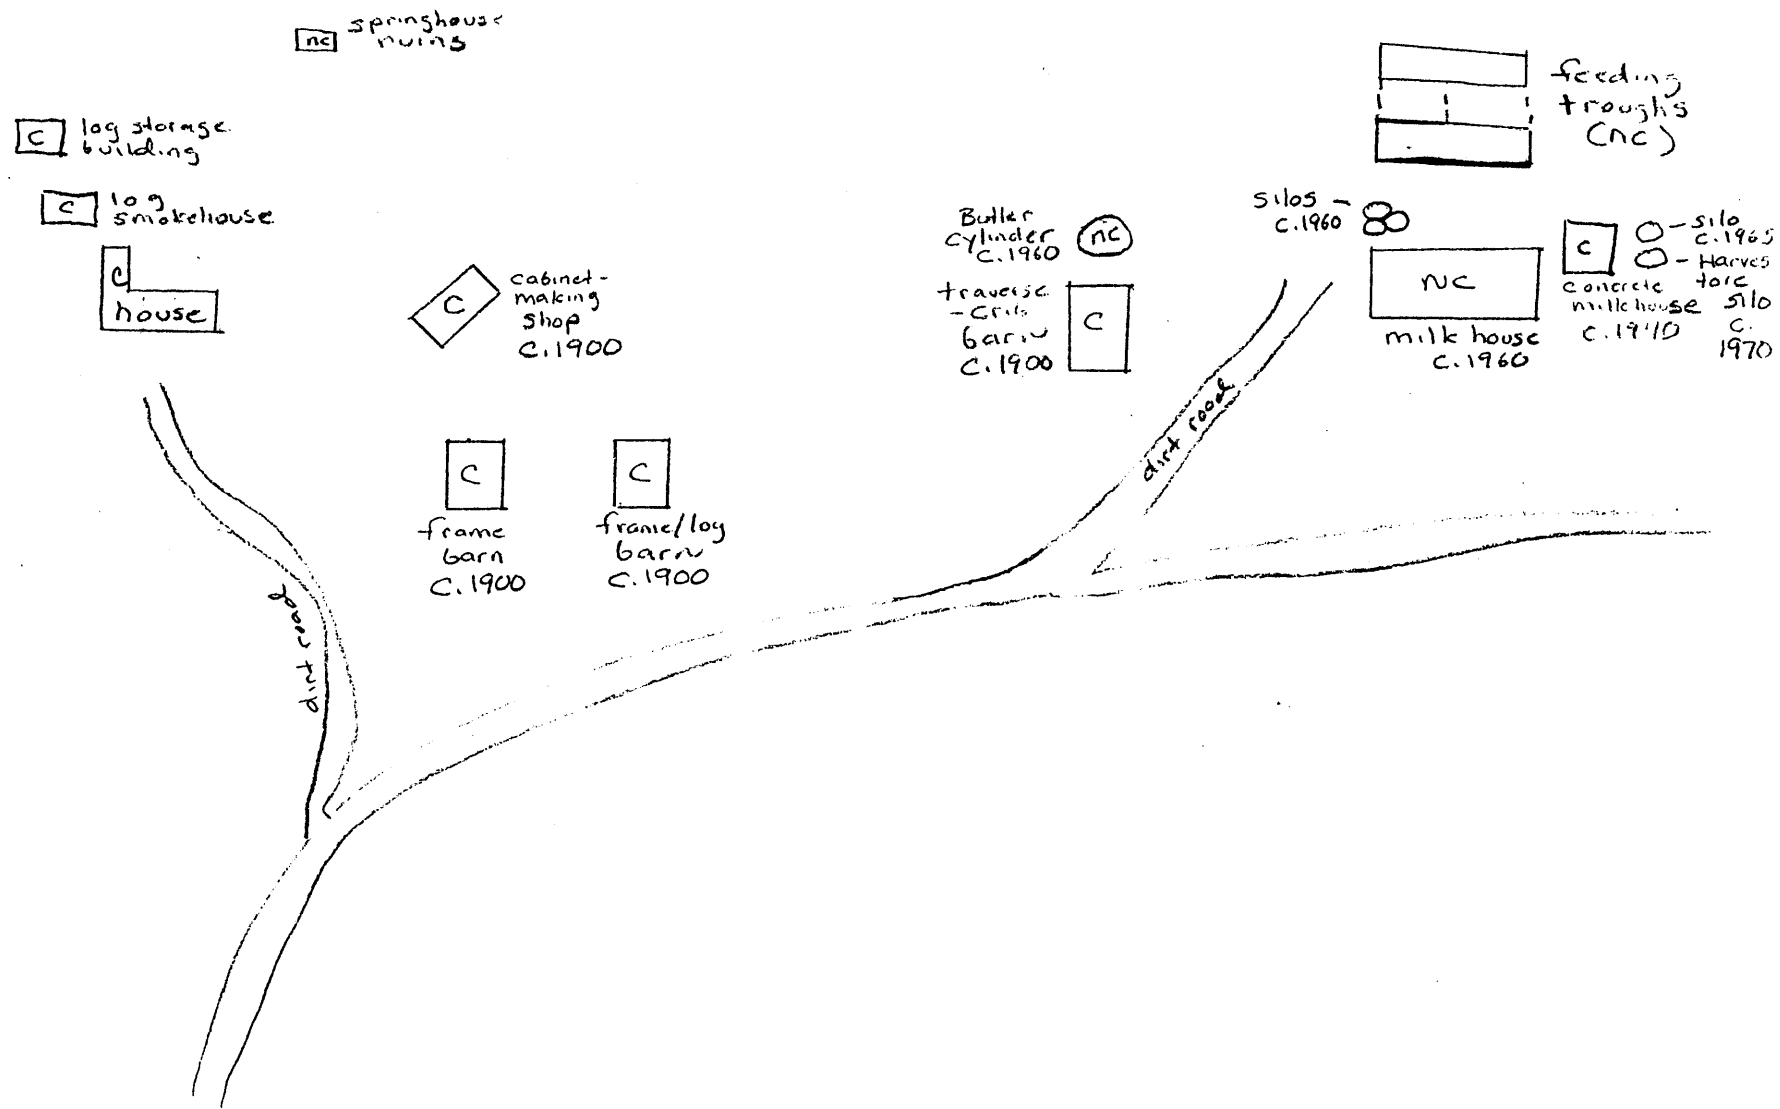 nc
springhouse
ruins
C
log storage
building
C
log
smokehouse
C
house
C
cabinet-
making
shop
C.1900
C
frame
barn
C.1900
C
frame/log
barn
C.1900
dirt road
Butler
cylinder
C.1960
nc
traverse
-crib
barn
C.1900
C
dirt road
feeding
troughs
(nc)
silos -
C.1960
NC
milk house
C.1960
C
concrete
milkhouse
C.1940
- silo
C.1965
- Harves
tore
silo
C.
1970